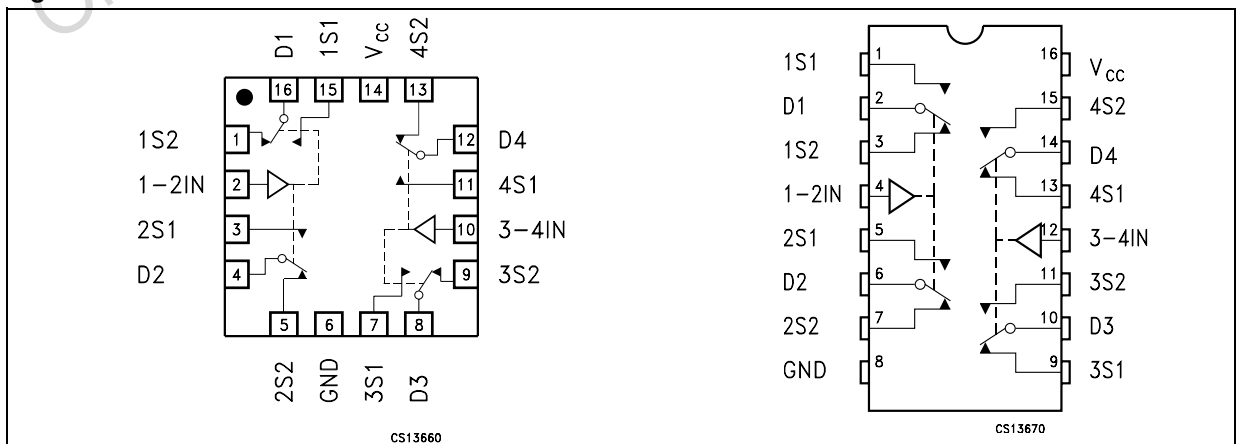 D1
1S1
VCC
4S2
16
15
14
13
1S2 1 12 D4
1-2IN 2 11 4S1
2S1 3 10 3-4IN
D2 4 9 3S2
5 6 7 8
2S2
GND
3S1
D3
CS13660
1S1 1 16 VCC
D1 2 15 4S2
1S2 3 14 D4
1-2IN 4 13 4S1
2S1 5 12 3-4IN
D2 6 11 3S2
2S2 7 10 D3
GND 8 9 3S1
CS13670